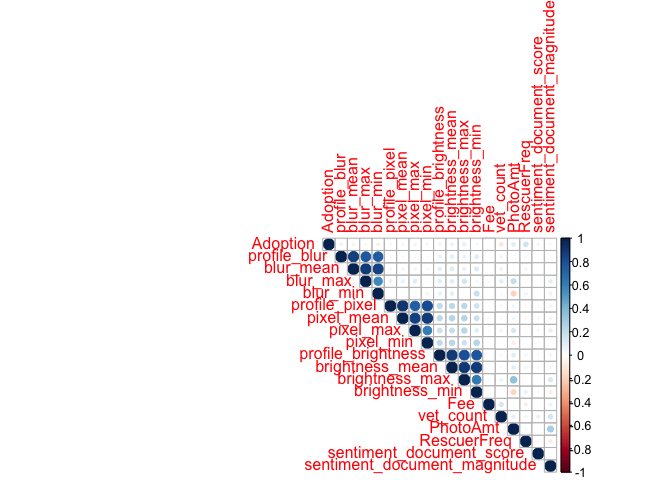 Adoption
profile_blur
blur_mean
blur_max
blur_min
profile_pixel
pixel_mean
pixel_max
pixel_min
profile_brightness
brightness_mean
brightness_max
brightness_min
Fee
vet_count
PhotoAmt
RescuerFreq
sentiment_document_score
sentiment_document_magnitude
Adoption
profile_blur
blur_mean
blur_max
blur_min
profile_pixel
pixel_mean
pixel_max
pixel_min
profile_brightness
brightness_mean
brightness_max
brightness_min
Fee
vet_count
PhotoAmt
RescuerFreq
sentiment_document_score
sentiment_document_magnitude
1
0.8
0.6
0.4
0.2
0
-0.2
-0.4
-0.6
-0.8
-1